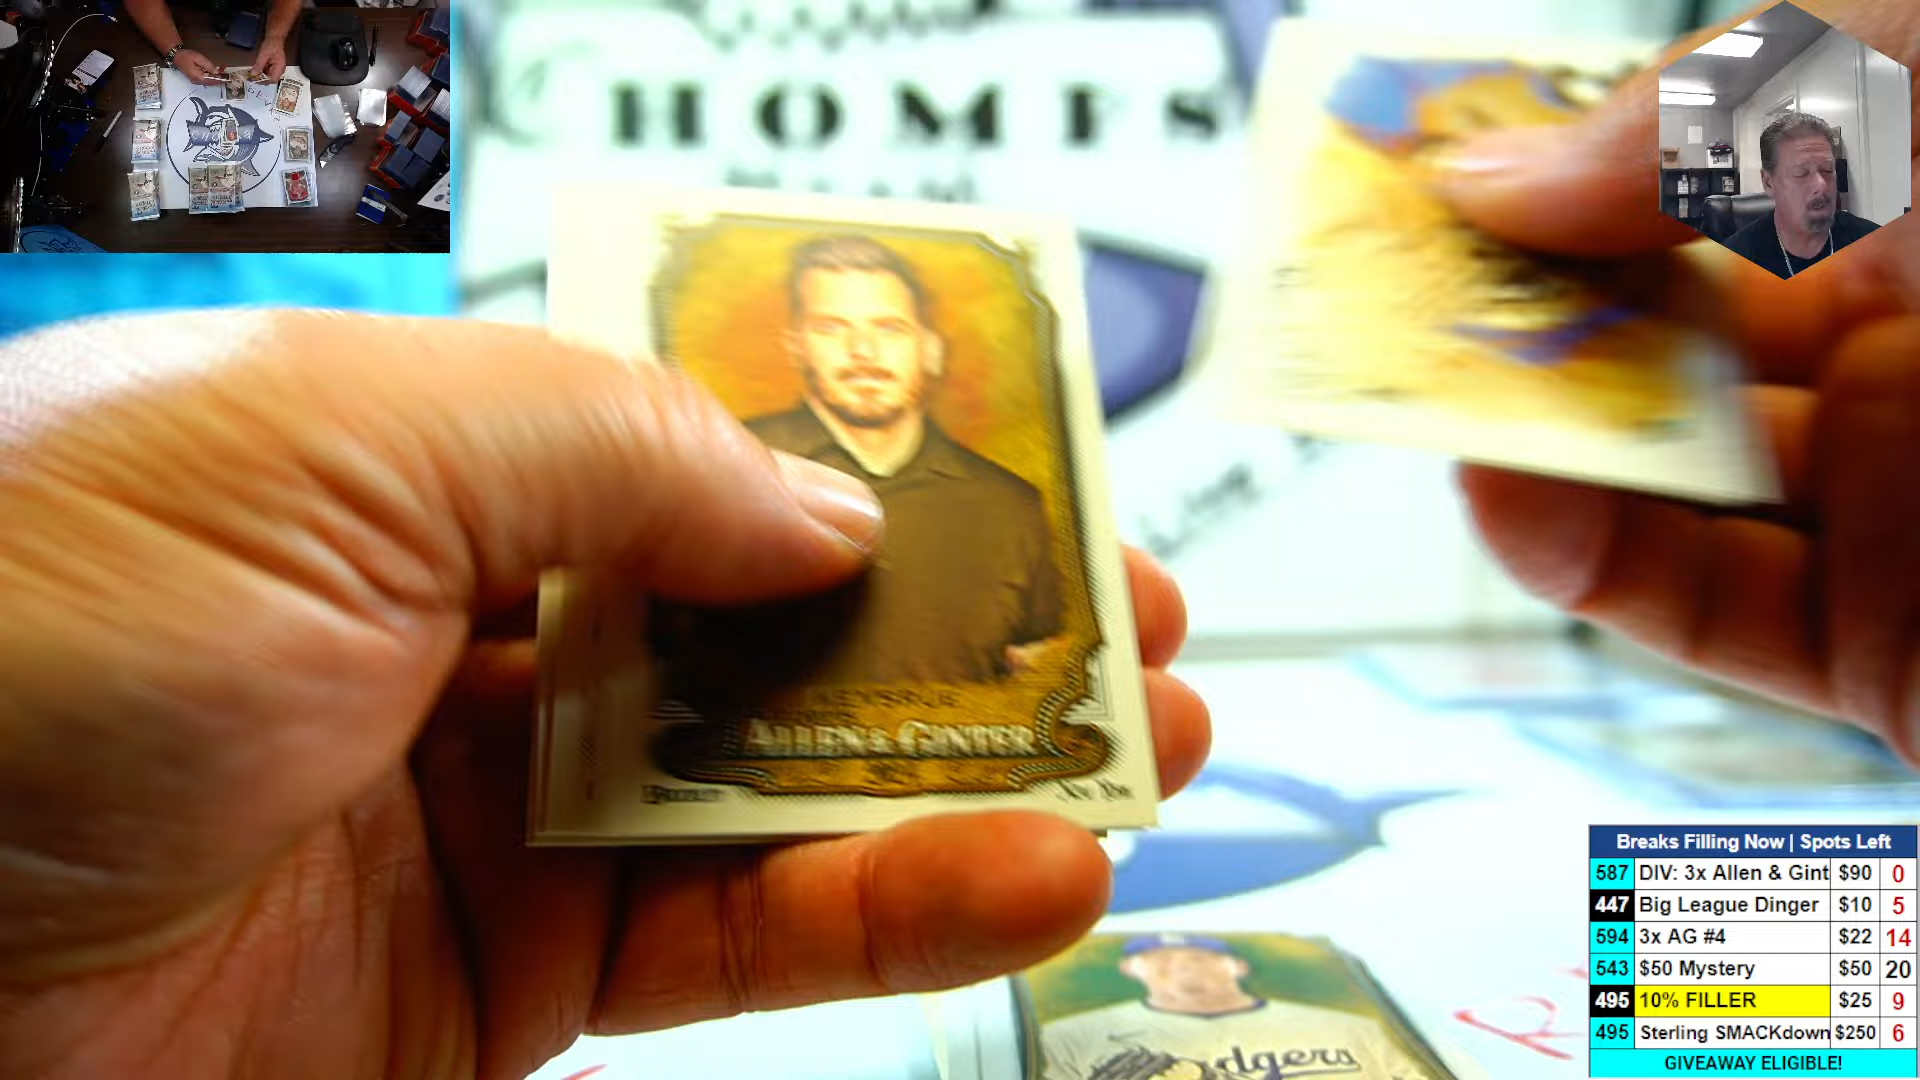 HOMES
ALLEN & GINTER
Dodgers
Breaks Filling Now | Spots Left
587 DIV: 3x Allen & Gint $90 0
447 Big League Dinger $10 5
594 3x AG #4 $22 14
543 $50 Mystery $50 20
495 10% FILLER $25 9
495 Sterling SMACKdown $250 6
GIVEAWAY ELIGIBLE!